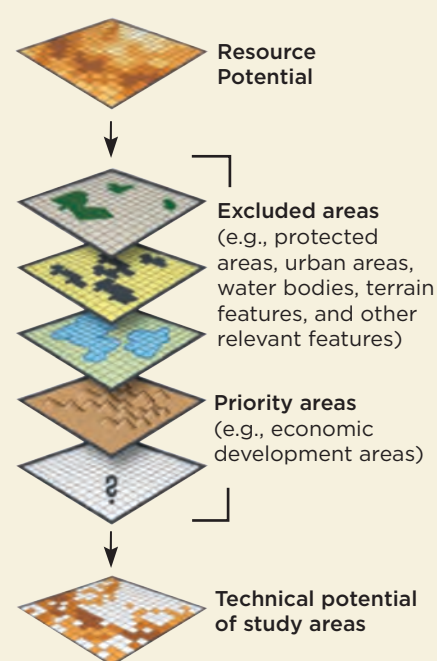 Resource
Potential
Excluded areas
(e.g., protected
areas, urban areas,
water bodies, terrain
features, and other
relevant features)
Priority areas
(e.g., economic
development areas)
?
Technical potential
of study areas